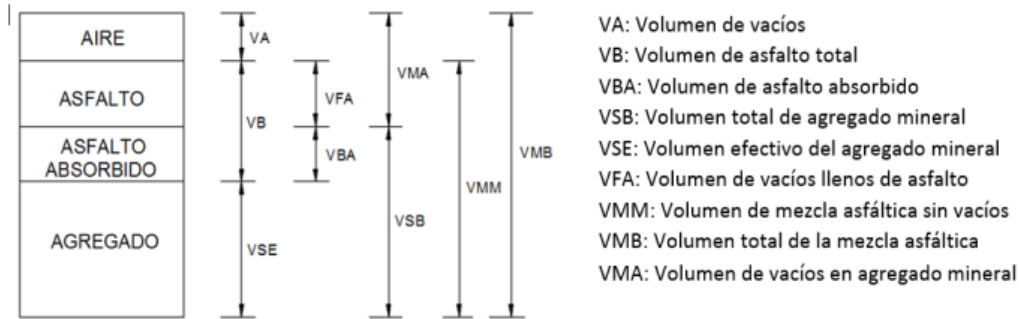 AIRE
ASFALTO
ASFALTO
ABSORBIDO
AGREGADO
VA
VB
VSE
VFA
VBA
VMA
VSB
VMM
VMB
VA: Volumen de vacíos
VB: Volumen de asfalto total
VBA: Volumen de asfalto absorbido
VSB: Volumen total de agregado mineral
VSE: Volumen efectivo del agregado mineral
VFA: Volumen de vacíos llenos de asfalto
VMM: Volumen de mezcla asfáltica sin vacíos
VMB: Volumen total de la mezcla asfáltica
VMA: Volumen de vacíos en agregado mineral